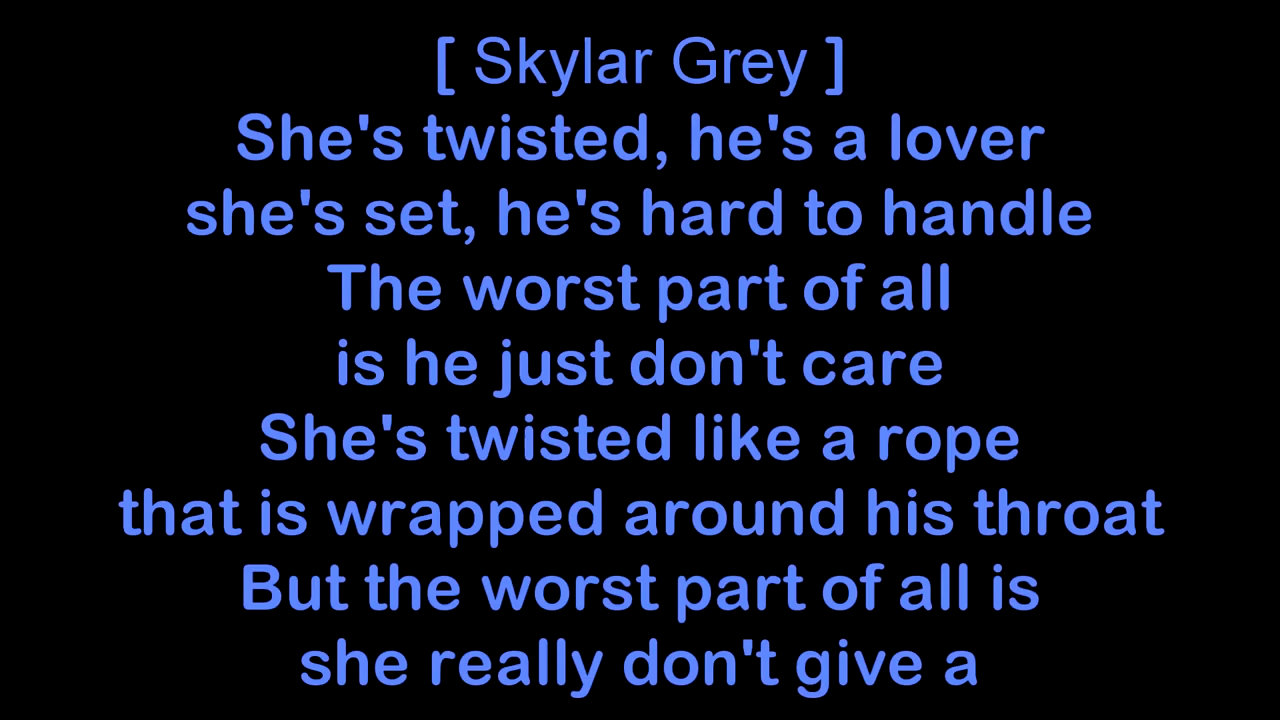 [ Skylar Grey ]
She's twisted, he's a lover
she's set, he's hard to handle
The worst part of all
is he just don't care
She's twisted like a rope
that is wrapped around his throat
But the worst part of all is
she really don't give a